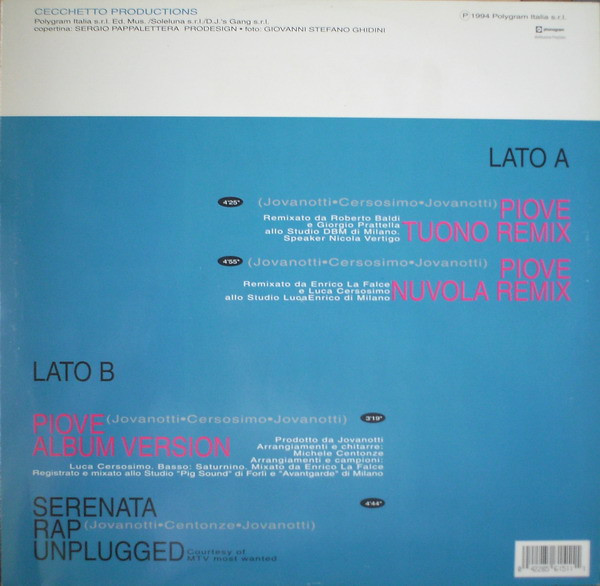 CECCHETTO PRODUCTIONS
Polygram Italia s.r.l. Ed. Mus. /Soleluna s.r.l/D.J.'s Gang s.r.l.
copertina: SERGIO PAPPALETTERA PRODESIGN • foto: GIOVANNI STEFANO GHIDINI
℗ 1994 Polygram Italia s.r.l.
LATO A
4'25" (Jovanotti•Cersosimo•Jovanotti) PIOVE
TUONO REMIX
Remixato da Roberto Baldi
e Giorgio Prattella
allo Studio DBM di Milano.
Speaker Nicola Vertigo
4'55" (Jovanotti•Cersosimo•Jovanotti) PIOVE
NUVOLA REMIX
Remixato da Enrico La Falce
e Luca Cersosimo
allo Studio LucaEnrico di Milano
LATO B
PIOVE (Jovanotti•Cersosimo•Jovanotti) 3'19"
ALBUM VERSION
Prodotto da Jovanotti
Arrangiamenti e chitarre:
Michele Centonze
Arrangiamenti e campioni:
Luca Cersosimo. Basso: Saturnino. Mixato da Enrico La Falce
Registrato e mixato allo Studio "Pig Sound" di Forlì e "Avantgarde" di Milano
SERENATA 4'44"
RAP (Jovanotti•Centonze•Jovanotti)
UNPLUGGED Courtesy of
MTV most wanted